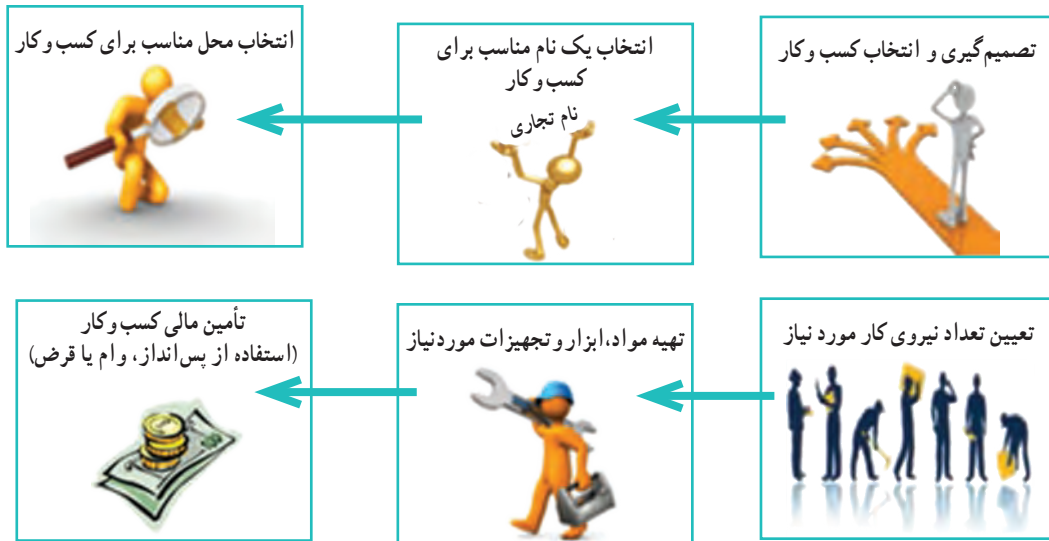 تصمیم‌گیری و انتخاب کسب و کار
انتخاب یک نام مناسب برای
کسب و کار
نام تجاری
انتخاب محل مناسب برای کسب و کار
تعیین تعداد نیروی کار مورد نیاز
تهیه مواد، ابزار و تجهیزات موردنیاز
تأمین مالی کسب و کار
(استفاده از پس‌انداز، وام یا قرض)